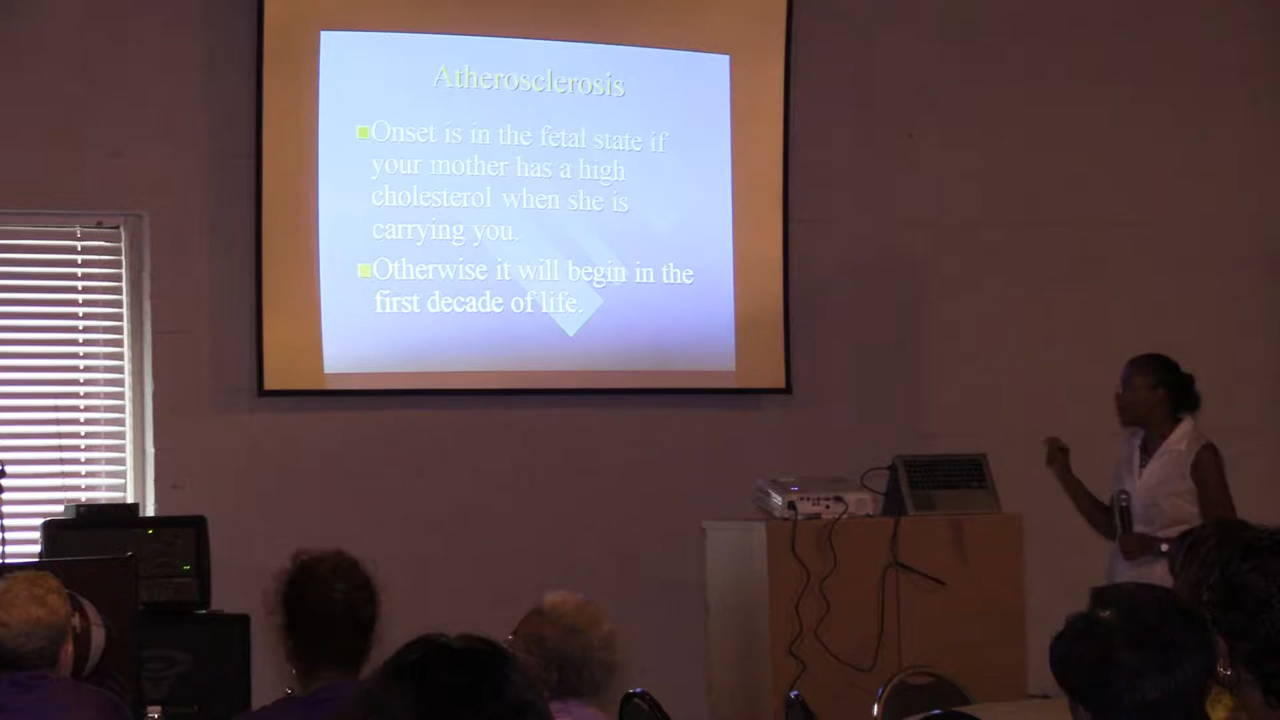 Atherosclerosis
Onset is in the fetal state if
your mother has a high
cholesterol when she is
carrying you.
Otherwise it will begin in the
first decade of life.